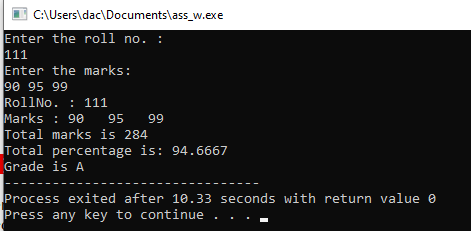 C:\Users\dac\Documents\ass_w.exe
Enter the roll no. :
111
Enter the marks:
90 95 99
RollNo. : 111
Marks : 90   95   99
Total marks is 284
Total percentage is: 94.6667
Grade is A
--------------------------------
Process exited after 10.33 seconds with return value 0
Press any key to continue . . .